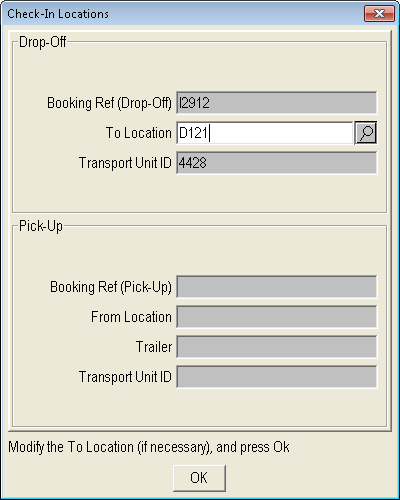 Check-In Locations
Drop-Off
Booking Ref (Drop-Off) I2912
To Location D121
Transport Unit ID 4428
Pick-Up
Booking Ref (Pick-Up)
From Location
Trailer
Transport Unit ID
Modify the To Location (if necessary), and press Ok
OK